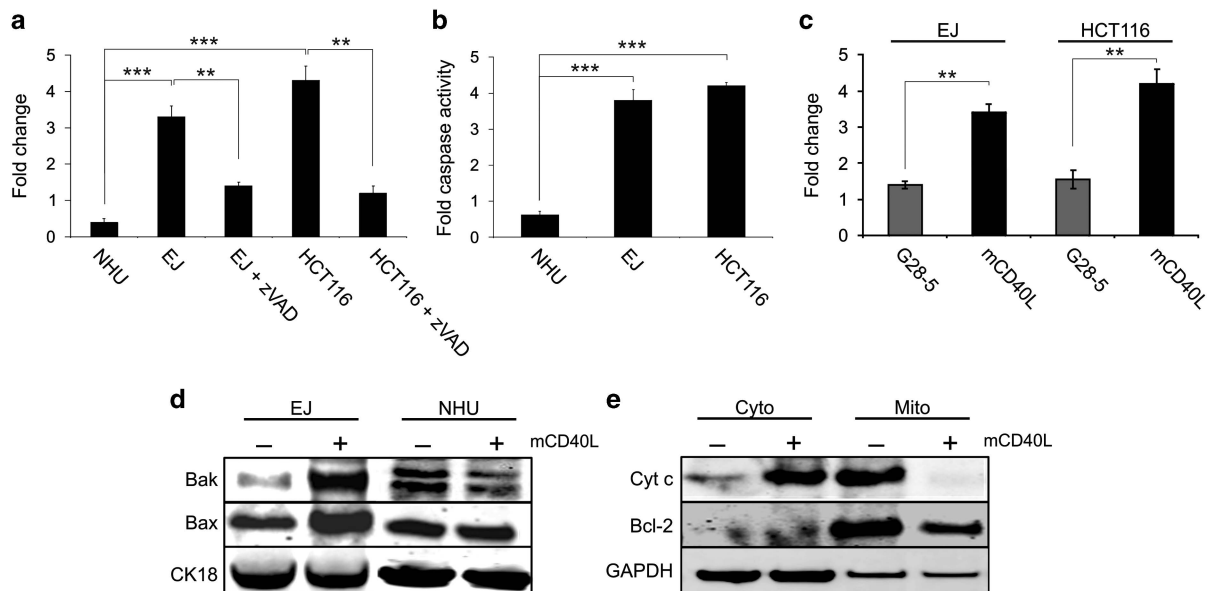 a
Fold change
5
4
3
2
1
0
***
***
**
**
NHU
EJ
EJ + zVAD
HCT116
HCT116 + zVAD
b
Fold caspase activity
5
4
3
2
1
0
***
***
NHU
EJ
HCT116
c
EJ
HCT116
Fold change
5
4
3
2
1
0
**
**
G28-5
mCD40L
G28-5
mCD40L
d
EJ
NHU
– + – + mCD40L
Bak
Bax
CK18
e
Cyto
Mito
– + – + mCD40L
Cyt c
Bcl-2
GAPDH